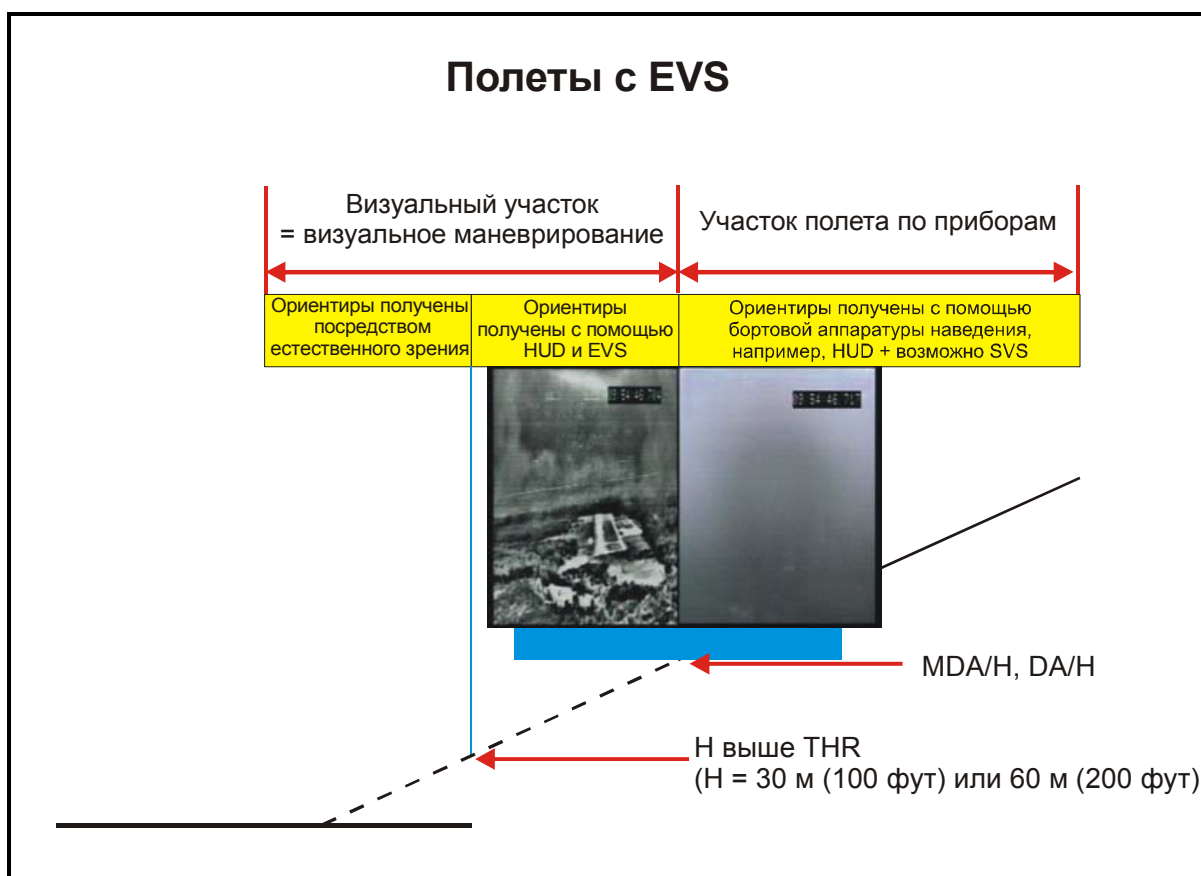 Полеты с EVS
Визуальный участок
= визуальное маневрирование
Участок полета по приборам
Ориентиры получены
посредством
естественного зрения
Ориентиры
получены с помощью
HUD и EVS
Ориентиры получены с помощью
бортовой аппаратуры наведения,
например, HUD + возможно SVS
MDA/H, DA/H
Н выше THR
(Н = 30 м (100 фут) или 60 м (200 фут)